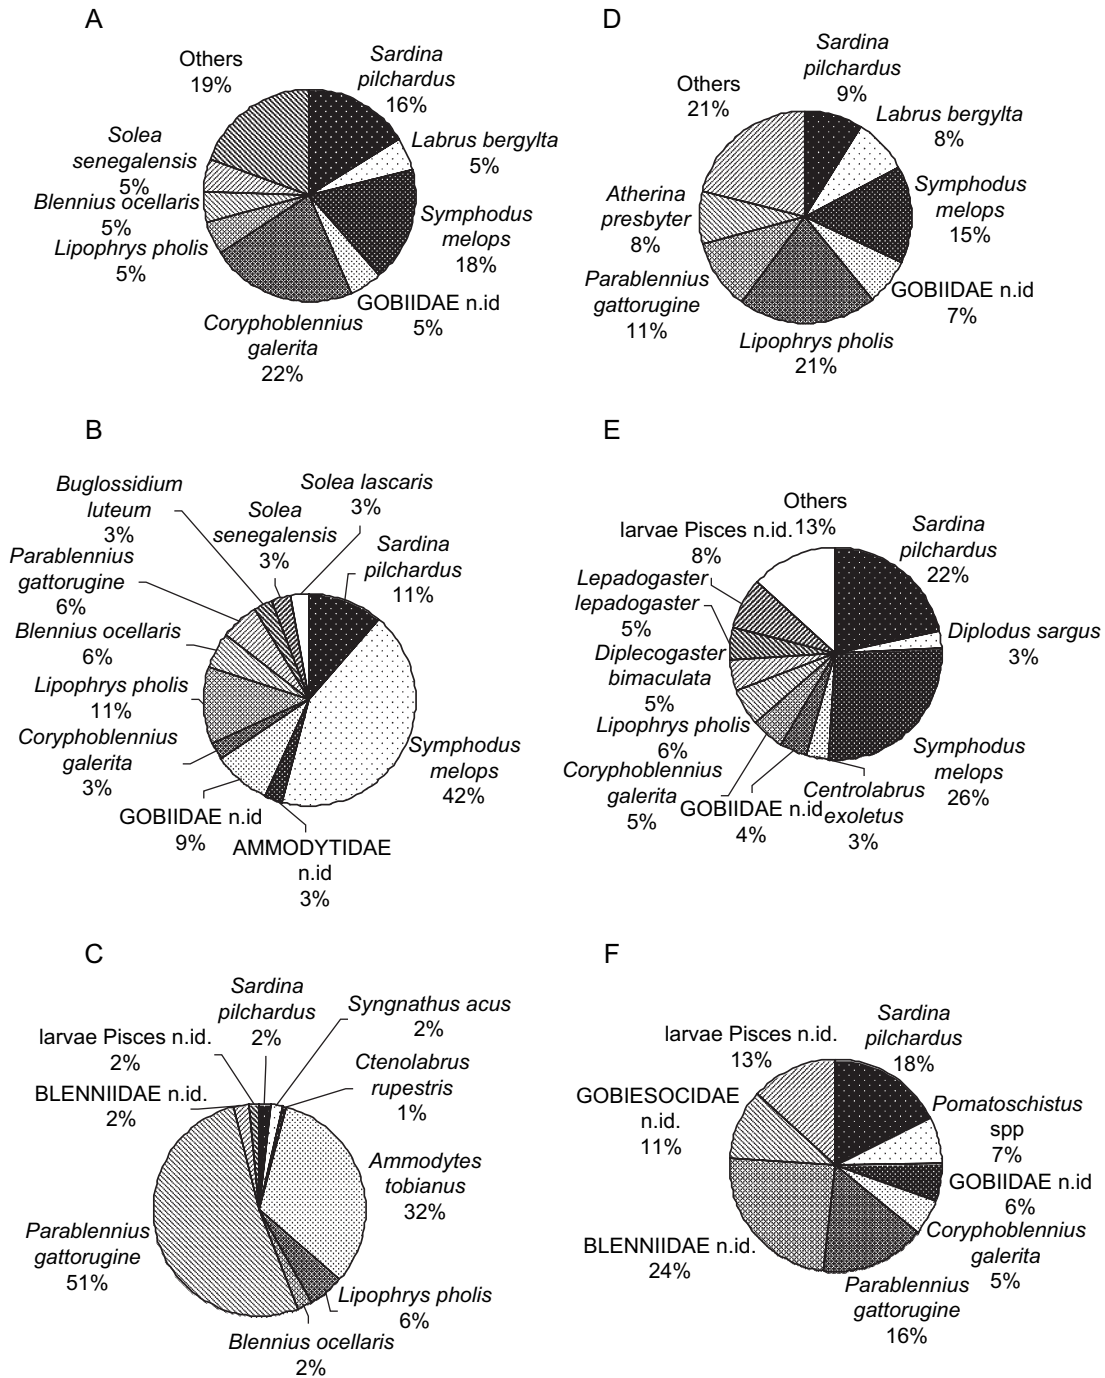 A
Others
19%
Sardina
pilchardus
16%
Labrus bergylta
5%
Symphodus
melops
18%
GOBIIDAE n.id
5%
Coryphoblennius
galerita
22%
Lipophrys pholis
5%
Blennius ocellaris
5%
Solea
senegalensis
5%
D
Others
21%
Sardina
pilchardus
9%
Labrus bergylta
8%
Symphodus
melops
15%
GOBIIDAE n.id
7%
Lipophrys pholis
21%
Parablennius
gattorugine
11%
Atherina
presbyter
8%
B
Buglossidium
luteum
3%
Solea
senegalensis
3%
Solea lascaris
3%
Sardina
pilchardus
11%
Symphodus
melops
42%
AMMODYTIDAE
n.id
3%
GOBIIDAE n.id
9%
Coryphoblennius
galerita
3%
Lipophrys pholis
11%
Blennius ocellaris
6%
Parablennius
gattorugine
6%
E
Others
13%
Sardina
pilchardus
22%
Diplodus sargus
3%
Symphodus
melops
26%
Centrolabrus
exoletus
3%
GOBIIDAE n.id
4%
Coryphoblennius
galerita
5%
Lipophrys pholis
6%
Diplecogaster
bimaculata
5%
Lepadogaster
lepadogaster
5%
larvae Pisces n.id.
8%
C
Sardina
pilchardus
2%
Syngnathus acus
2%
Ctenolabrus
rupestris
1%
Ammodytes
tobianus
32%
Lipophrys pholis
6%
Blennius ocellaris
2%
Parablennius
gattorugine
51%
BLENNIIDAE n.id.
2%
larvae Pisces n.id.
2%
F
larvae Pisces n.id.
13%
Sardina
pilchardus
18%
Pomatoschistus
spp
7%
GOBIIDAE n.id
6%
Coryphoblennius
galerita
5%
Parablennius
gattorugine
16%
BLENNIIDAE n.id.
24%
GOBIESOCIDAE
n.id.
11%